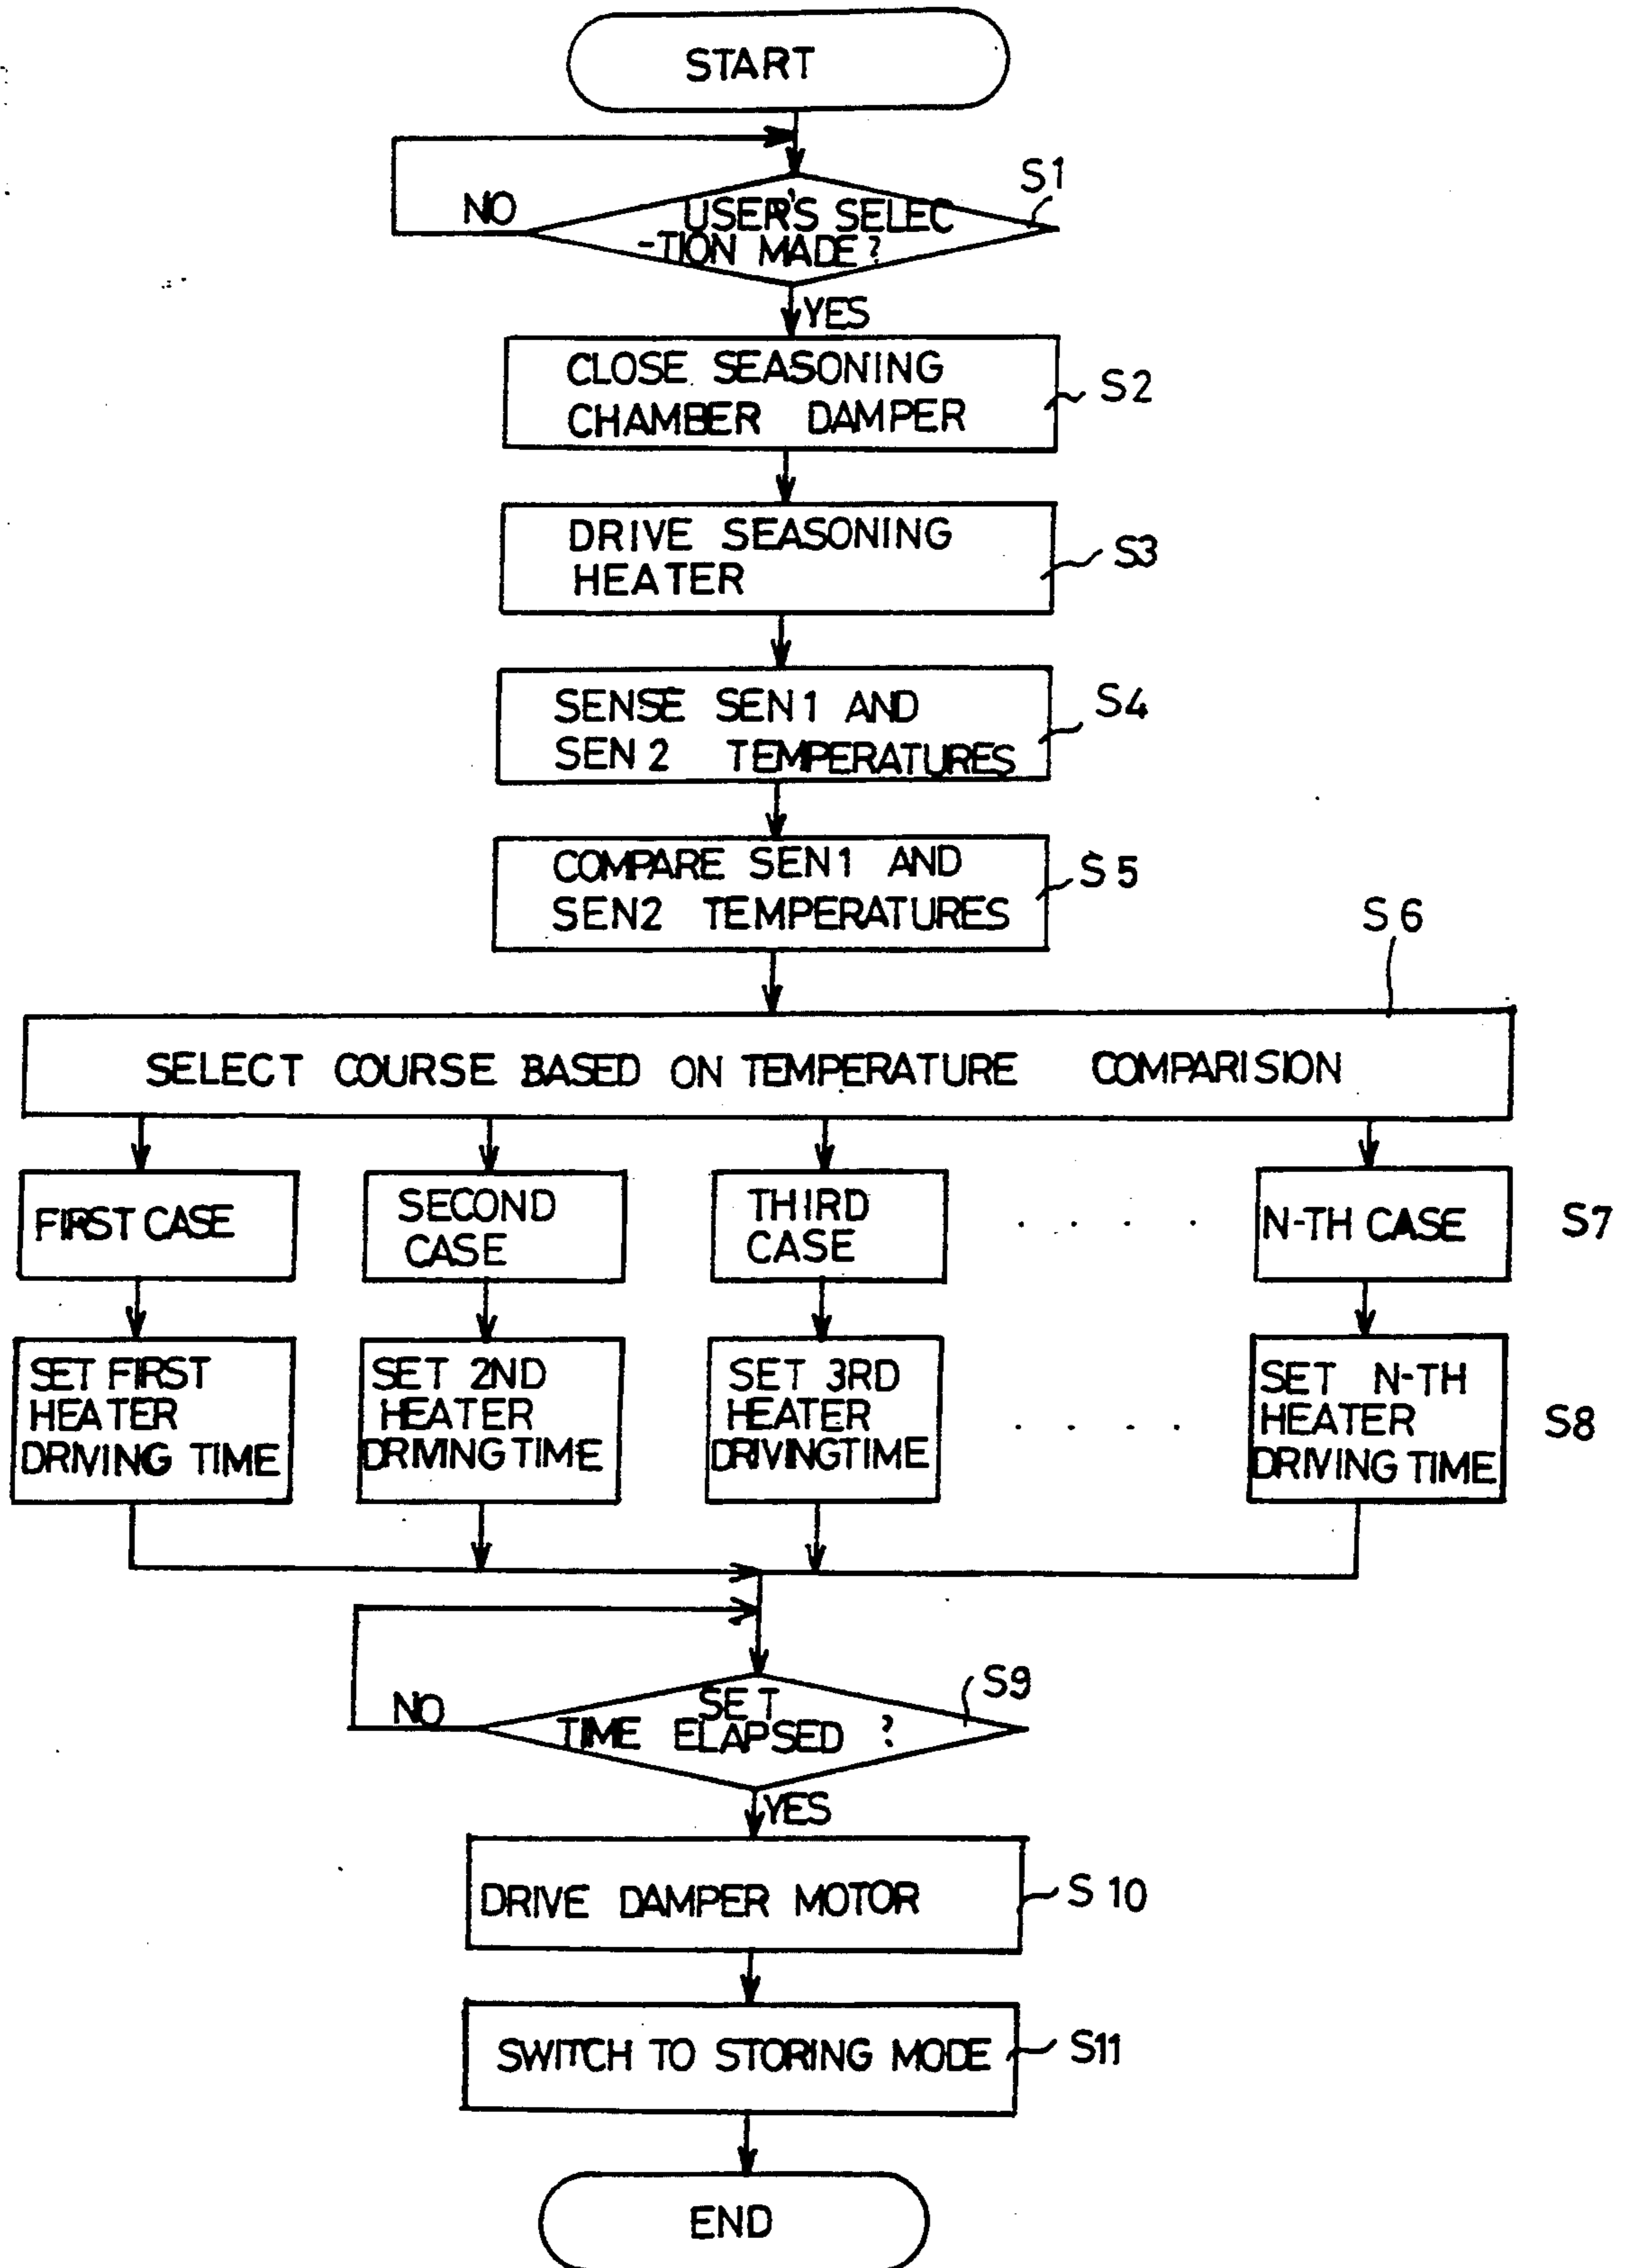 START
S1
NO
USER'S SELEC
-TION MADE?
YES
CLOSE SEASONING
CHAMBER DAMPER
S2
DRIVE SEASONING
HEATER
S3
SENSE SEN1 AND
SEN2 TEMPERATURES
S4
COMPARE SEN1 AND
SEN2 TEMPERATURES
S5
S6
SELECT COURSE BASED ON TEMPERATURE COMPARISION
FIRST CASE
SECOND
CASE
THIRD
CASE
. . . .
N-TH CASE
S7
SET FIRST
HEATER
DRIVING TIME
SET 2ND
HEATER
DRIVING TIME
SET 3RD
HEATER
DRIVING TIME
. . . .
SET N-TH
HEATER
DRIVING TIME
S8
S9
NO
SET
TIME ELAPSED ?
YES
DRIVE DAMPER MOTOR
S10
SWITCH TO STORING MODE
S11
END